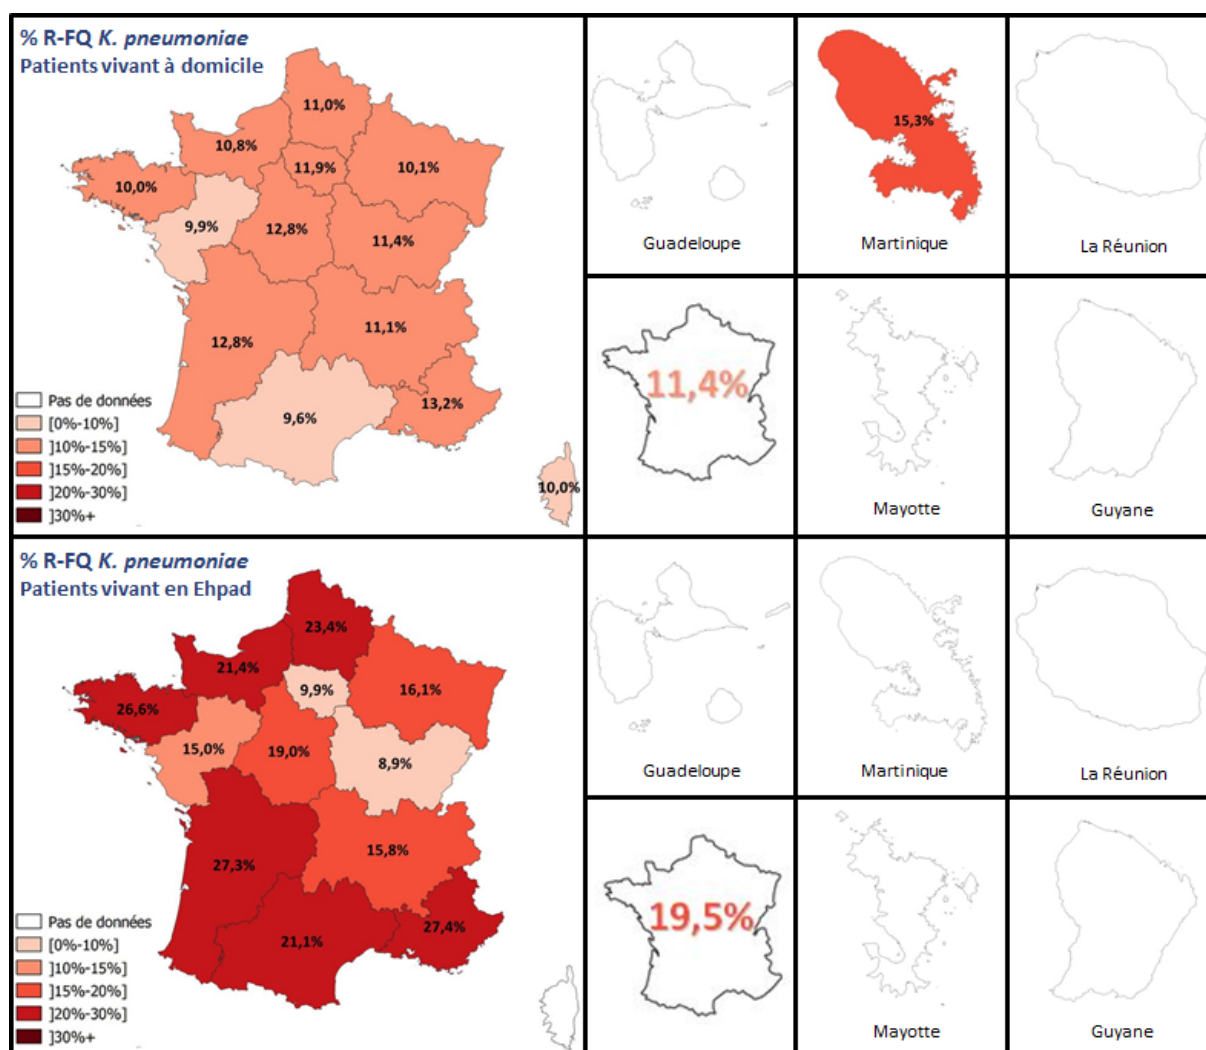 % R-FQ K. pneumoniae
Patients vivant à domicile
11,0%
10,8%
11,9%
10,1%
10,0%
9,9%
12,8%
11,4%
12,8%
11,1%
9,6%
13,2%
10,0%
Pas de données
[0%-10%]
]10%-15%]
]15%-20%]
]20%-30%]
]30%+
Guadeloupe
15,3%
Martinique
La Réunion
11,4%
Mayotte
Guyane
% R-FQ K. pneumoniae
Patients vivant en Ehpad
23,4%
21,4%
9,9%
16,1%
26,6%
15,0%
19,0%
8,9%
27,3%
15,8%
21,1%
27,4%
Pas de données
[0%-10%]
]10%-15%]
]15%-20%]
]20%-30%]
]30%+
Guadeloupe
Martinique
La Réunion
19,5%
Mayotte
Guyane